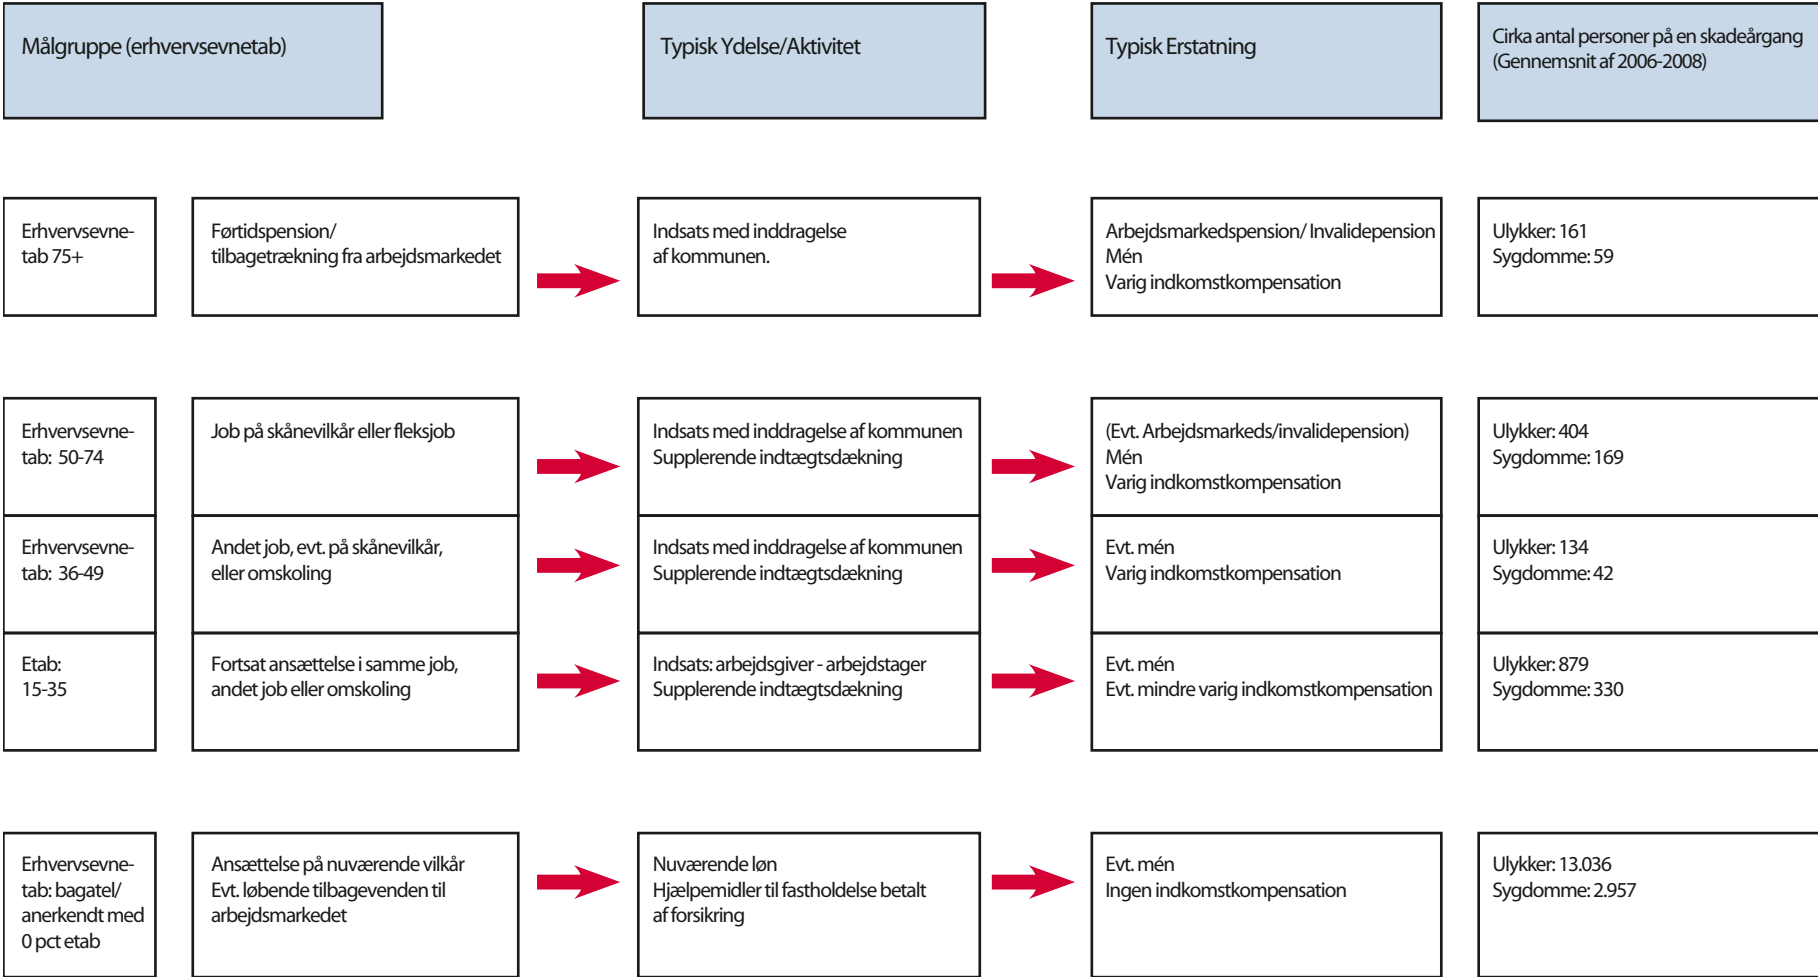 Målgruppe (erhvervsevnetab)
Typisk Ydelse/Aktivitet
Typisk Erstatning
Cirka antal personer på en skadeårgang
(Gennemsnit af 2006-2008)
Erhvervsevne-
tab 75+
Førtidspension/
tilbagetrækning fra arbejdsmarkedet
Indsats med inddragelse
af kommunen.
Arbejdsmarkedspension/ Invalidepension
Mén
Varig indkomstkompensation
Ulykker: 161
Sygdomme: 59
Erhvervsevne-
tab: 50-74
Job på skånevilkår eller fleksjob
Indsats med inddragelse af kommunen
Supplerende indtægtsdækning
(Evt. Arbejdsmarkeds/invalidepension)
Mén
Varig indkomstkompensation
Ulykker: 404
Sygdomme: 169
Erhvervsevne-
tab: 36-49
Andet job, evt. på skånevilkår,
eller omskoling
Indsats med inddragelse af kommunen
Supplerende indtægtsdækning
Evt. mén
Varig indkomstkompensation
Ulykker: 134
Sygdomme: 42
Etab:
15-35
Fortsat ansættelse i samme job,
andet job eller omskoling
Indsats: arbejdsgiver - arbejdstager
Supplerende indtægtsdækning
Evt. mén
Evt. mindre varig indkomstkompensation
Ulykker: 879
Sygdomme: 330
Erhvervsevne-
tab: bagatel/
anerkendt med
0 pct etab
Ansættelse på nuværende vilkår
Evt. løbende tilbagevenden til
arbejdsmarkedet
Nuværende løn
Hjælpemidler til fastholdelse betalt
af forsikring
Evt. mén
Ingen indkomstkompensation
Ulykker: 13.036
Sygdomme: 2.957